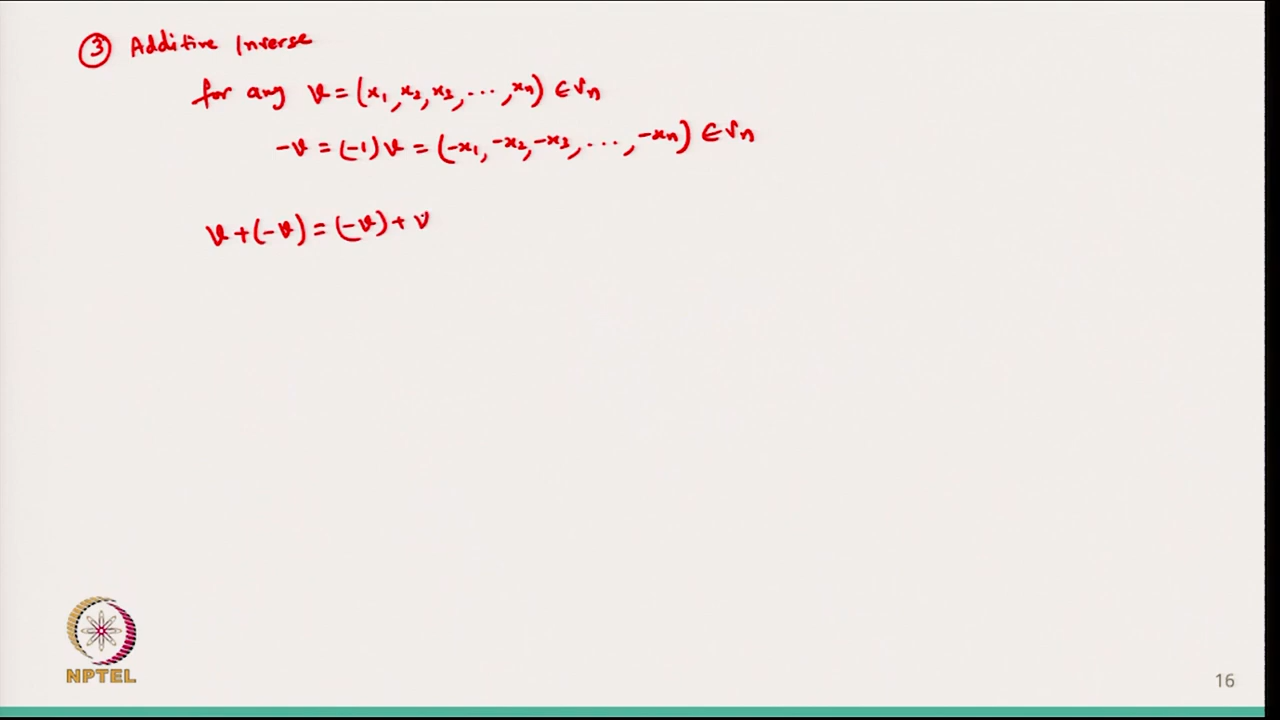 ③ Additive Inverse
for any v = (x₁, x₂, x₃, ..., xₙ) ∈ Vₙ
-v = (-1) v = (-x₁, -x₂, -x₃, ..., -xₙ) ∈ Vₙ
v + (-v) = (-v) + v
NPTEL
16